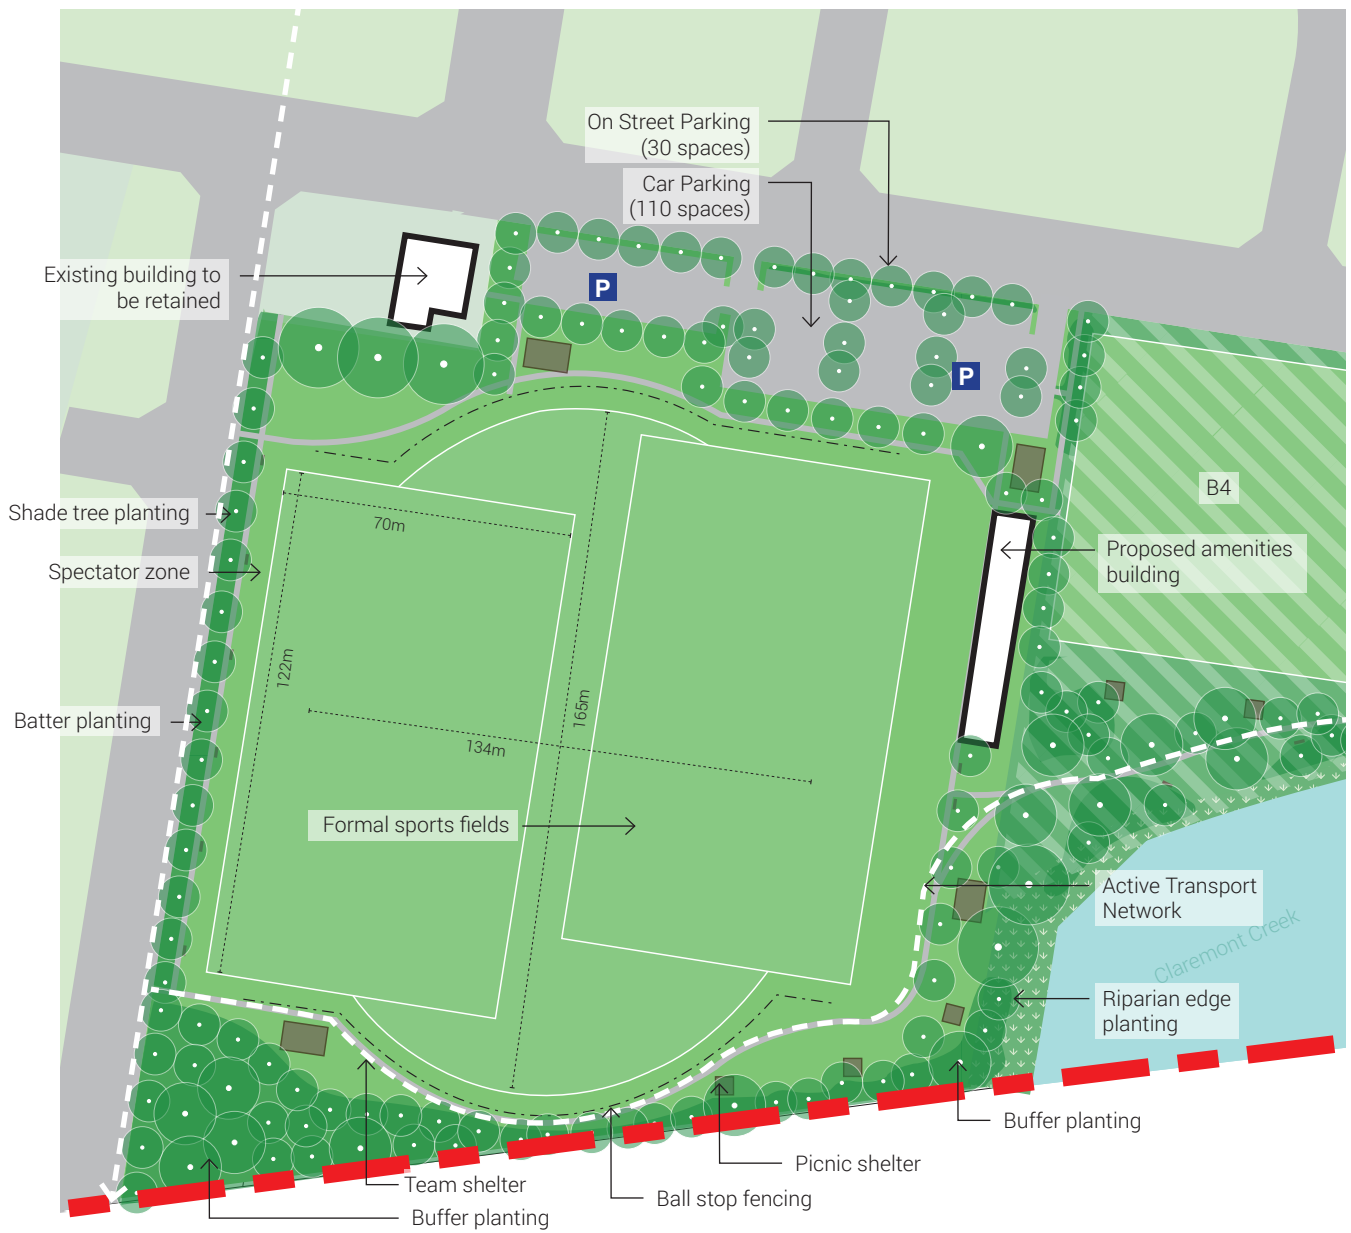 On Street Parking
(30 spaces)
Car Parking
(110 spaces)
Existing building to
be retained
P
P
B4
Shade tree planting
70m
Proposed amenities
building
Spectator zone
122m
165m
Batter planting
134m
Formal sports fields
Active Transport
Network
Claremont Creek
Riparian edge
planting
Buffer planting
Picnic shelter
Team shelter
Ball stop fencing
Buffer planting